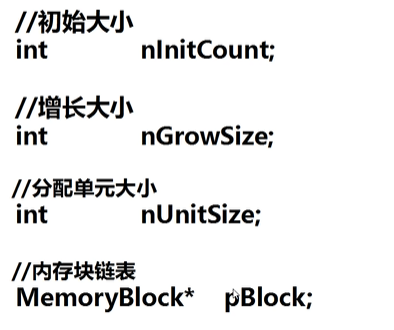 //初始大小
int nInitCount;
//增长大小
int nGrowSize;
//分配单元大小
int nUnitSize;
//内存块链表
MemoryBlock* pBlock;